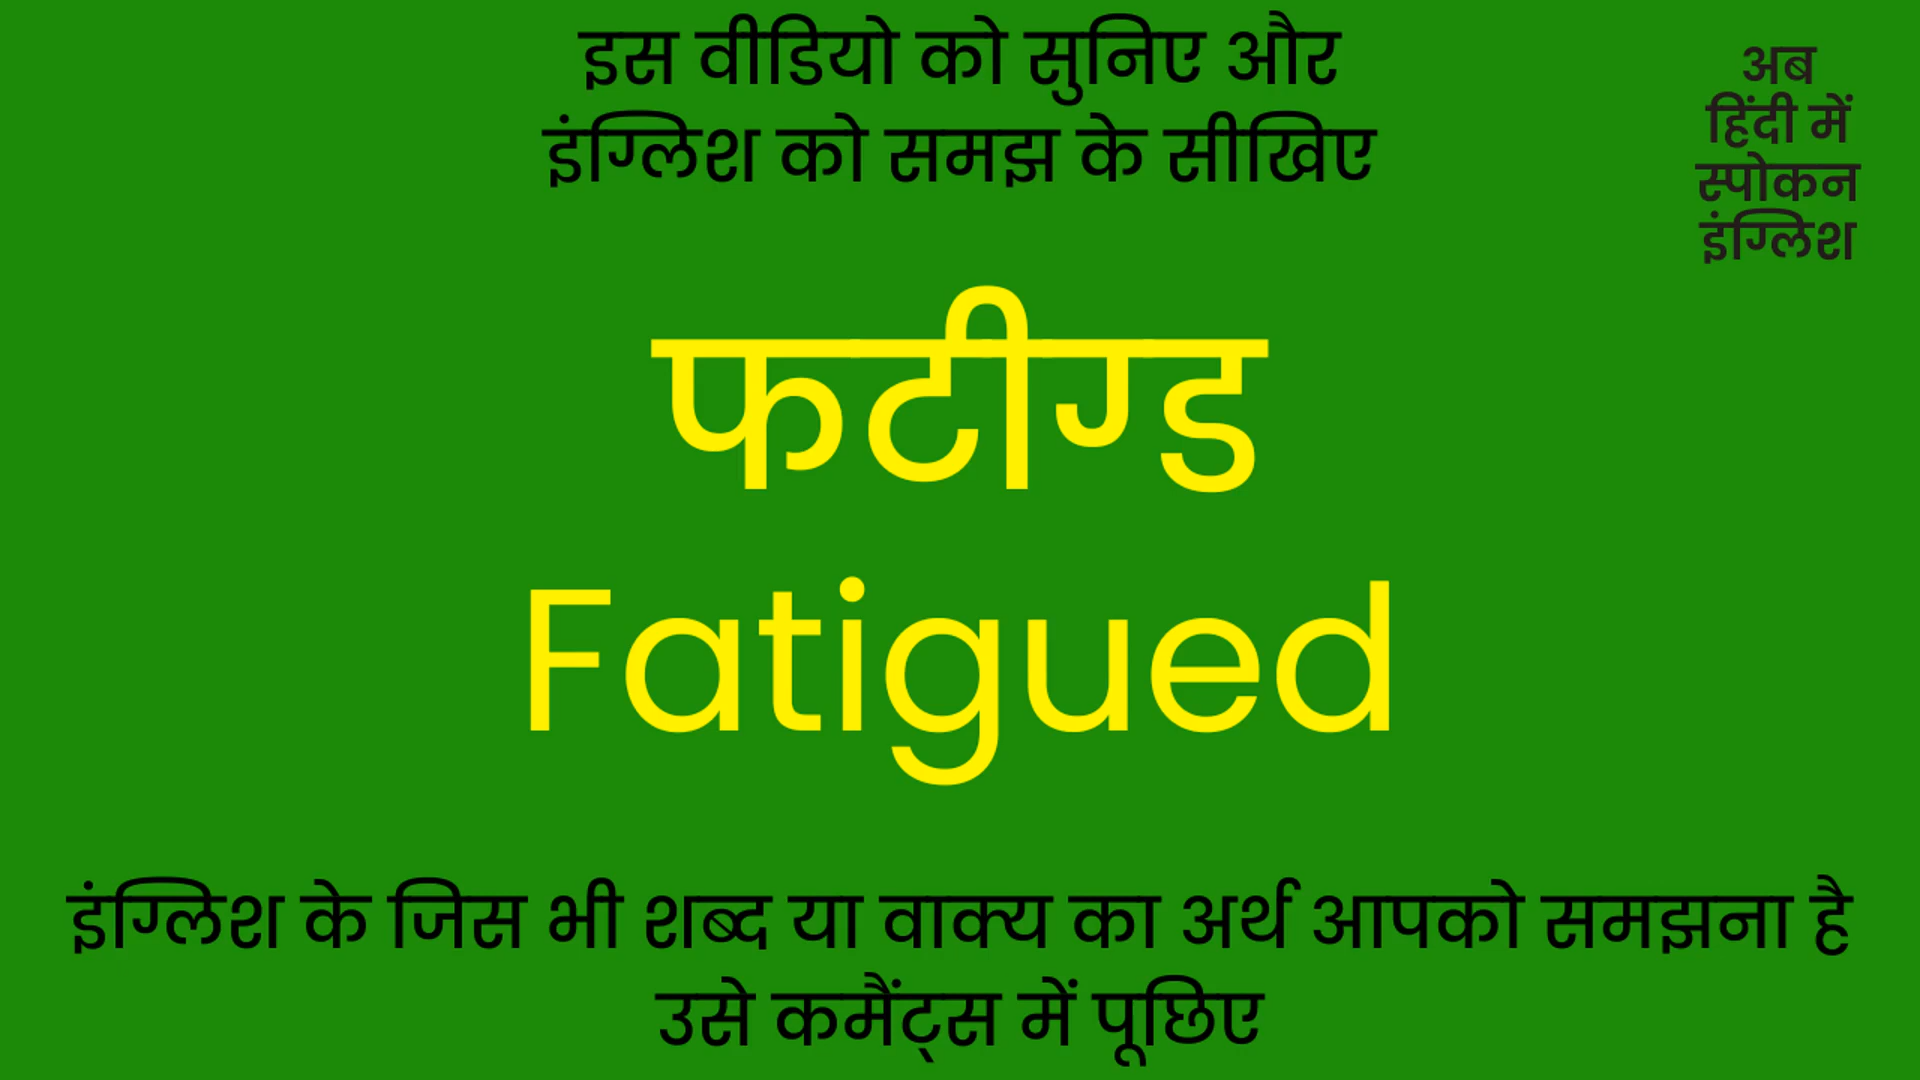 इस वीडियो को सुनिए और
इंग्लिश को समझ के सीखिए
अब
हिंदी में
स्पोकन
इंग्लिश
फटीग्ड
Fatigued
इंग्लिश के जिस भी शब्द या वाक्य का अर्थ आपको समझना है
उसे कमैंट्स में पूछिए